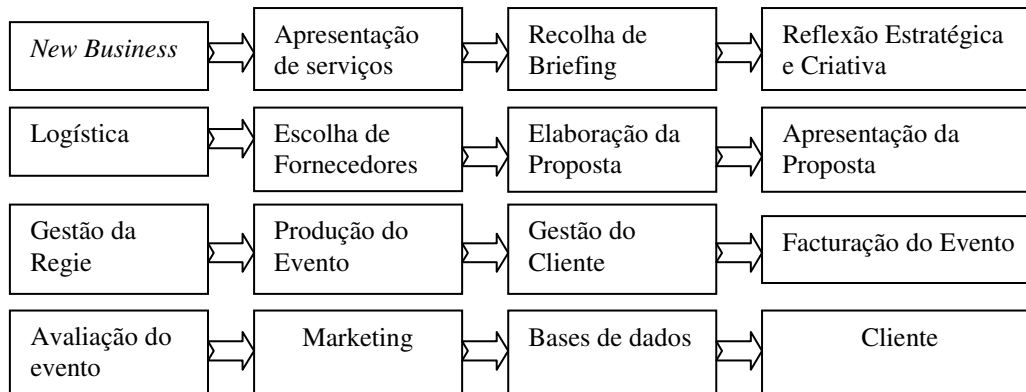 New Business
Apresentação
de serviços
Recolha de
Briefing
Reflexão Estratégica
e Criativa
Logística
Escolha de
Fornecedores
Elaboração da
Proposta
Apresentação da
Proposta
Gestão da
Regie
Produção do
Evento
Gestão do
Cliente
Facturação do Evento
Avaliação do
evento
Marketing
Bases de dados
Cliente